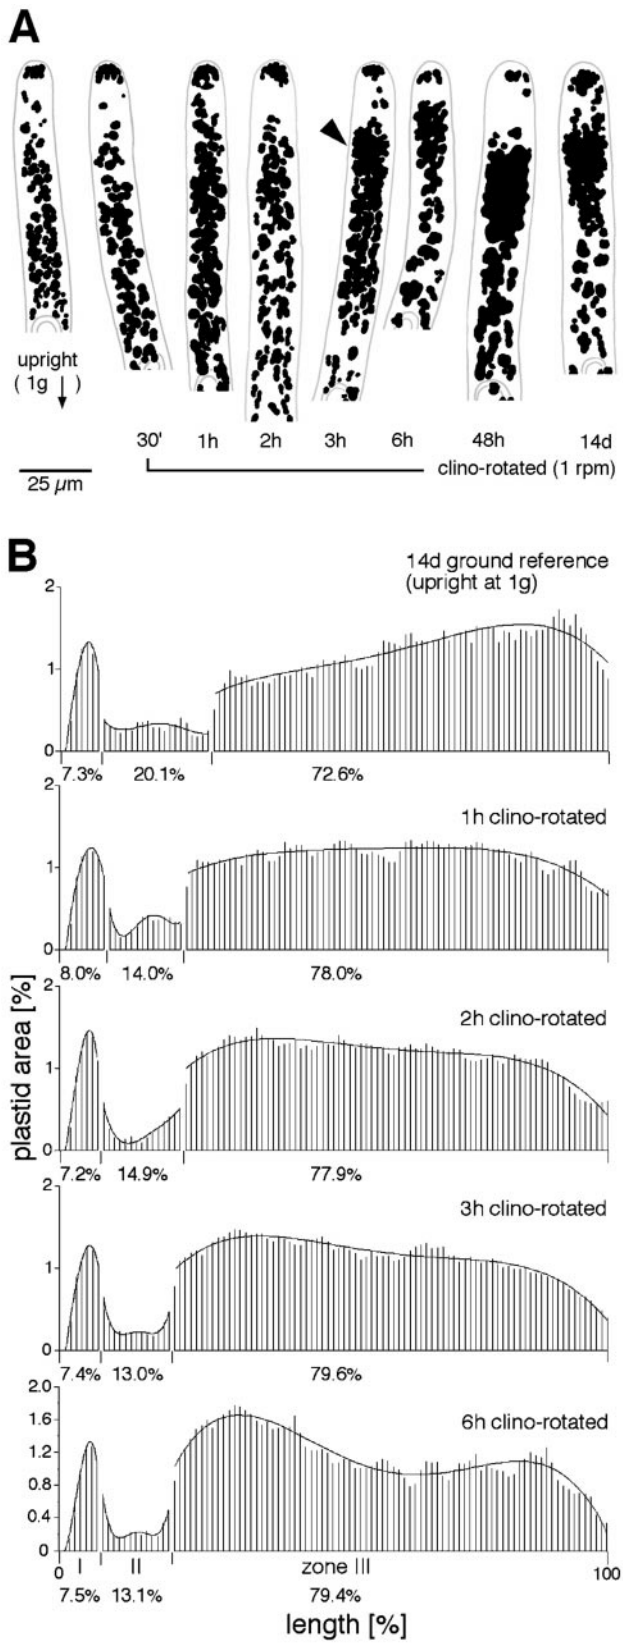 A
upright
( 1g ↓ )
30' 1h 2h 3h 6h 48h 14d
25 µm
clino-rotated (1 rpm)
B
14d ground reference
(upright at 1g)
2
1
0
7.3% 20.1% 72.6%
1h clino-rotated
2
1
0
8.0% 14.0% 78.0%
2h clino-rotated
2
1
0
7.2% 14.9% 77.9%
3h clino-rotated
2
1
0
7.4% 13.0% 79.6%
6h clino-rotated
2.0
1.6
1.2
0.8
0.4
0
0 I II zone III 100
7.5% 13.1% 79.4%
length [%]
plastid area [%]